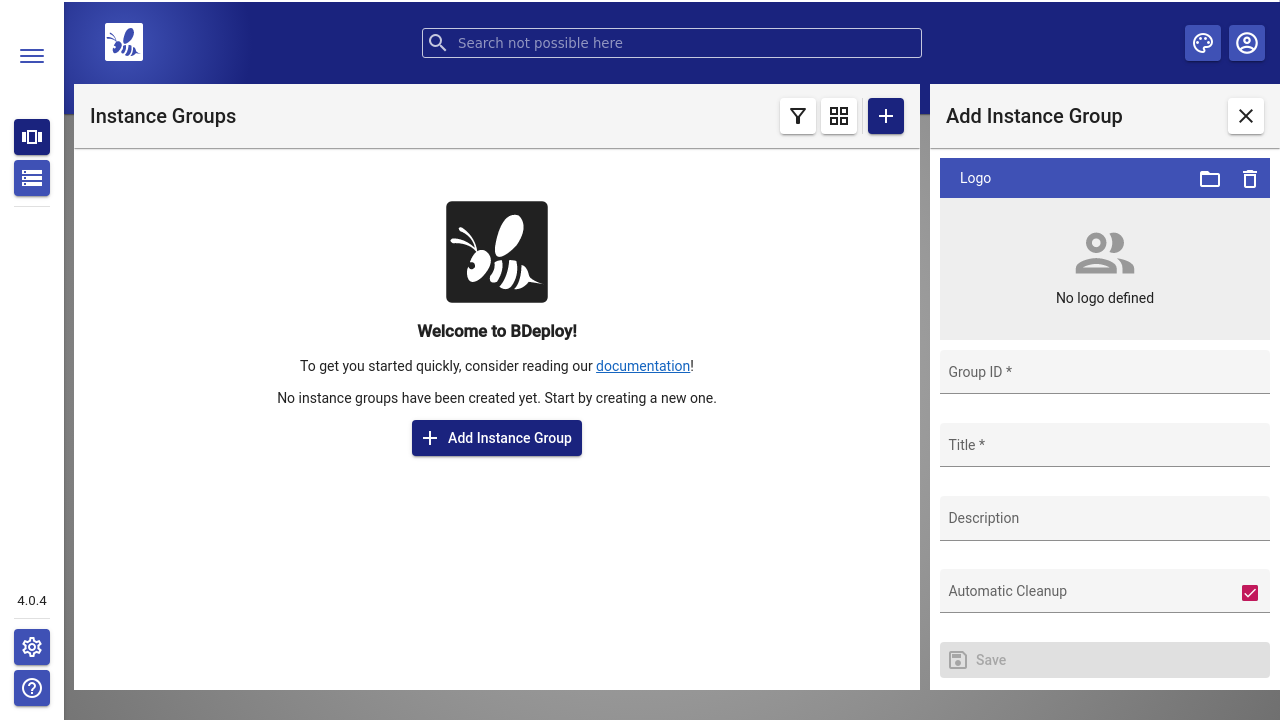 Search not possible here
Instance Groups
Add Instance Group
Logo
No logo defined
Welcome to BDeploy!
To get you started quickly, consider reading our documentation!
No instance groups have been created yet. Start by creating a new one.
Add Instance Group
Group ID *
Title *
Description
Automatic Cleanup
Save
4.0.4